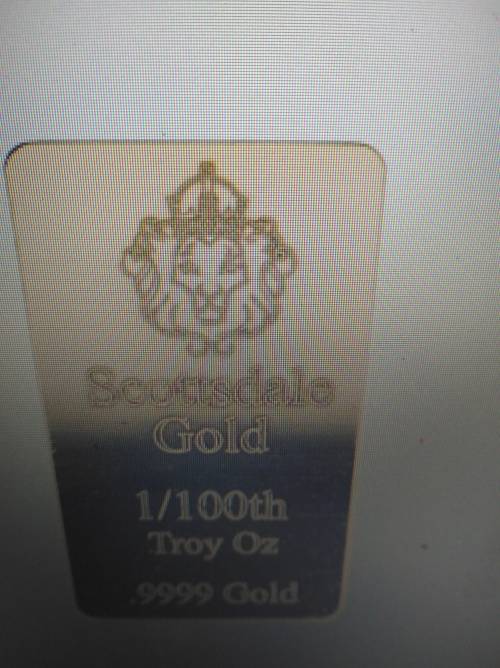 Scottsdale
Gold
1/100th
Troy Oz
.9999 Gold